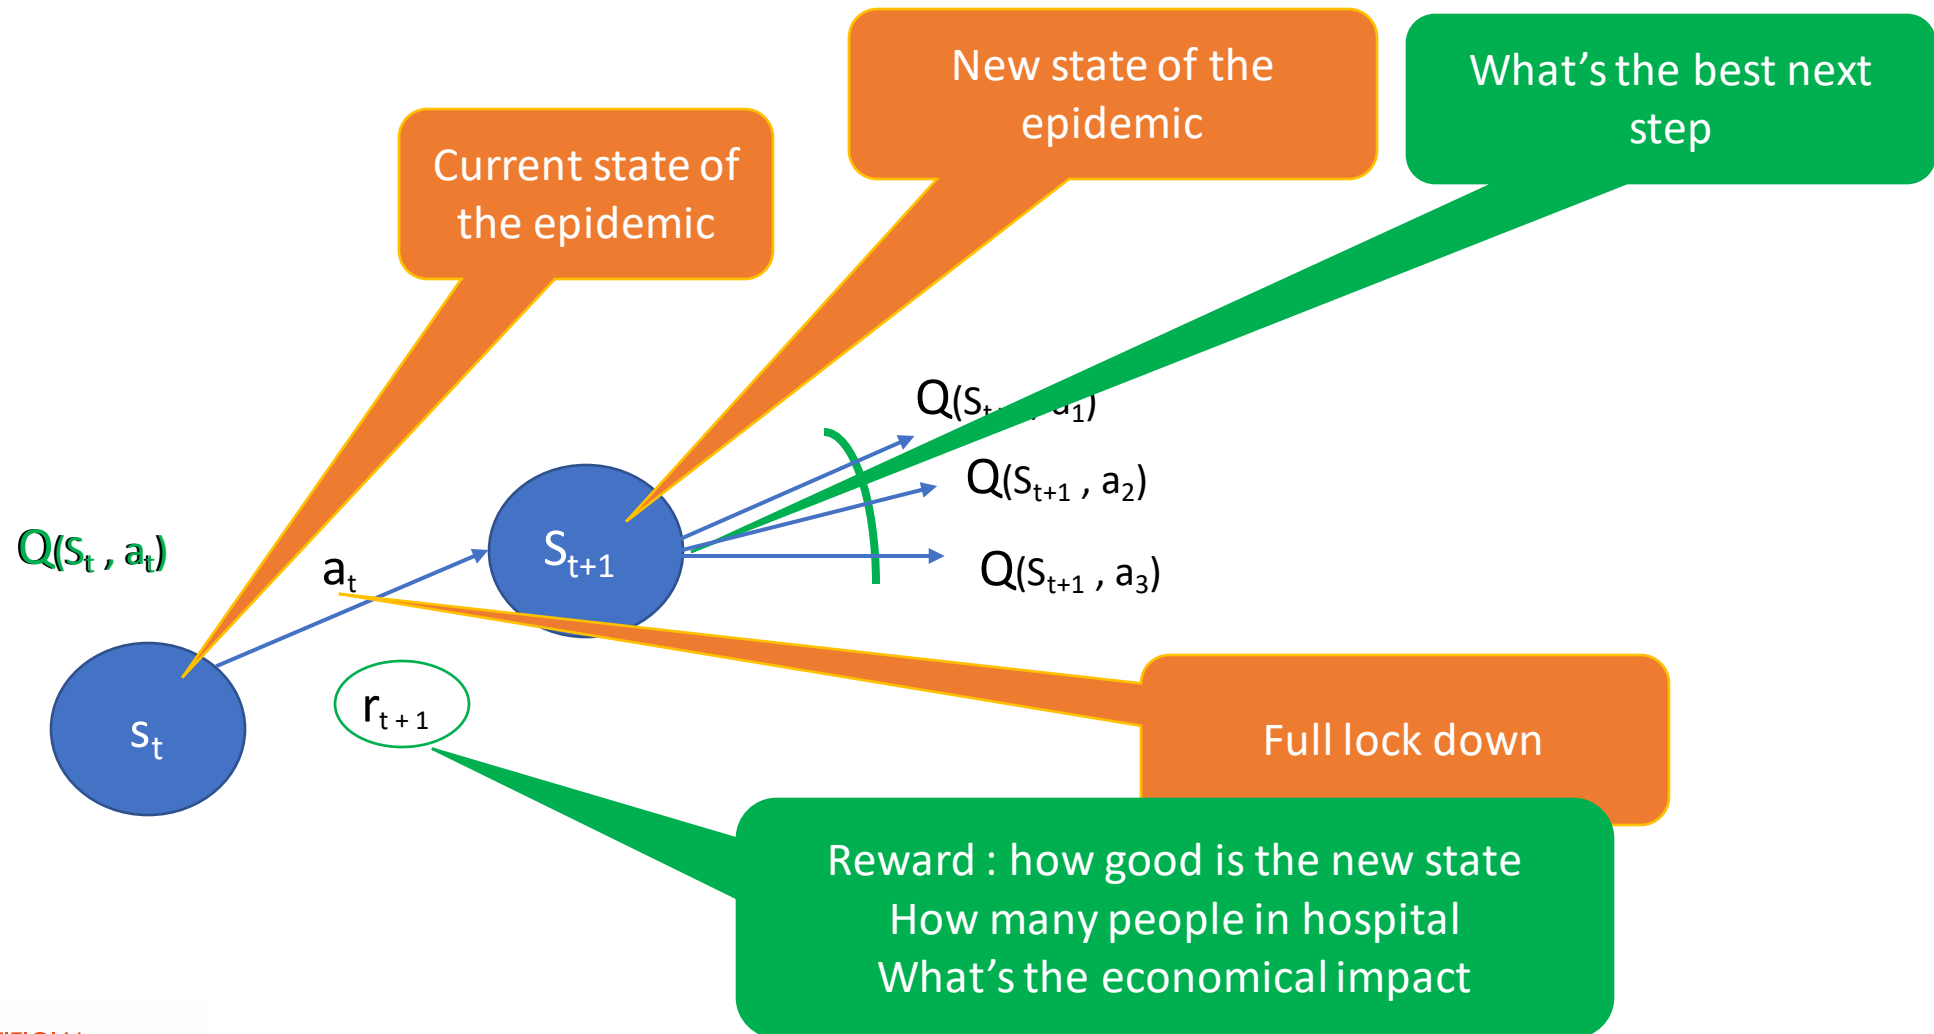 New state of the
epidemic
What's the best next
step
Current state of
the epidemic
Q(Sₜ , aₜ)
aₜ
Sₜ₊₁
Q(Sₜ a₁)
Q(Sₜ₊₁ , a₂)
Q(Sₜ₊₁ , a₃)
sₜ
rₜ ₊ ₁
Full lock down
Reward : how good is the new state
How many people in hospital
What's the economical impact